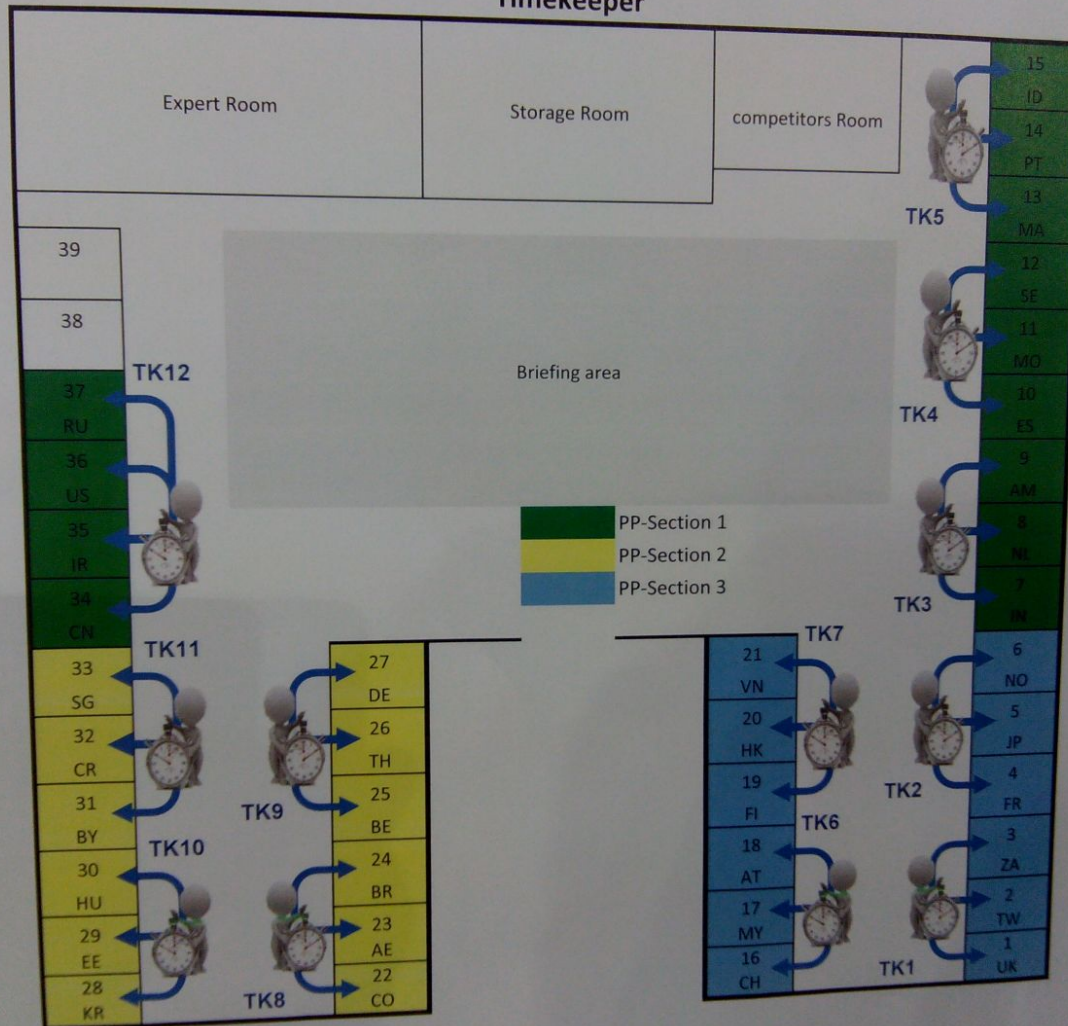 Timekeeper
Expert Room
Storage Room
competitors Room
15
ID
14
PT
13
MA
TK5
12
SE
11
MO
10
ES
TK4
9
AM
8
NL
7
IN
TK3
39
38
TK12
37
RU
36
US
35
IR
34
CN
Briefing area
PP-Section 1
PP-Section 2
PP-Section 3
TK11
33
SG
32
CR
31
BY
TK10
30
HU
29
EE
28
KR
27
DE
26
TH
25
BE
TK9
24
BR
23
AE
22
CO
TK8
TK7
21
VN
20
HK
19
FI
TK6
18
AT
17
MY
16
CH
6
NO
5
JP
4
FR
TK2
3
ZA
2
TW
1
UK
TK1